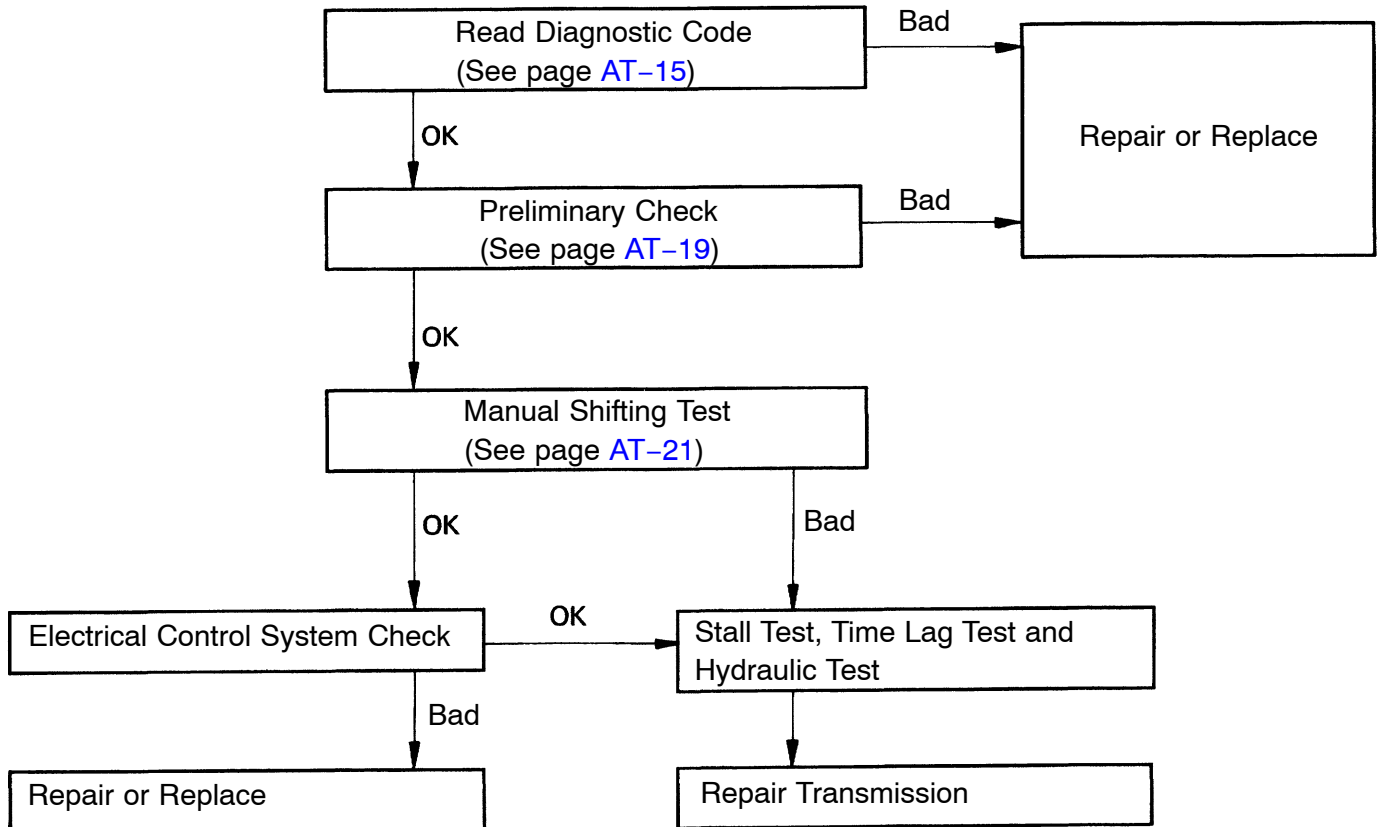 Read Diagnostic Code
(See page AT–15)
Bad
Repair or Replace
OK
Preliminary Check
(See page AT–19)
Bad
OK
Manual Shifting Test
(See page AT–21)
OK
Bad
Electrical Control System Check
OK
Stall Test, Time Lag Test and
Hydraulic Test
Bad
Repair or Replace
Repair Transmission